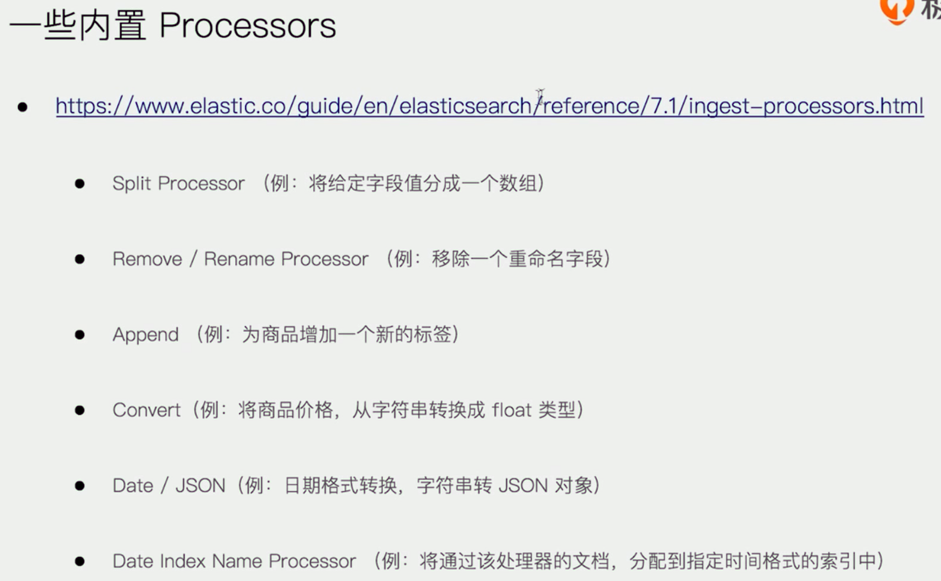 一些内置 Processors
https://www.elastic.co/guide/en/elasticsearch/reference/7.1/ingest-processors.html
Split Processor （例：将给定字段值分成一个数组）
Remove / Rename Processor （例：移除一个重命名字段）
Append （例：为商品增加一个新的标签）
Convert（例：将商品价格，从字符串转换成 float 类型）
Date / JSON（例：日期格式转换，字符串转 JSON 对象）
Date Index Name Processor （例：将通过该处理器的文档，分配到指定时间格式的索引中）